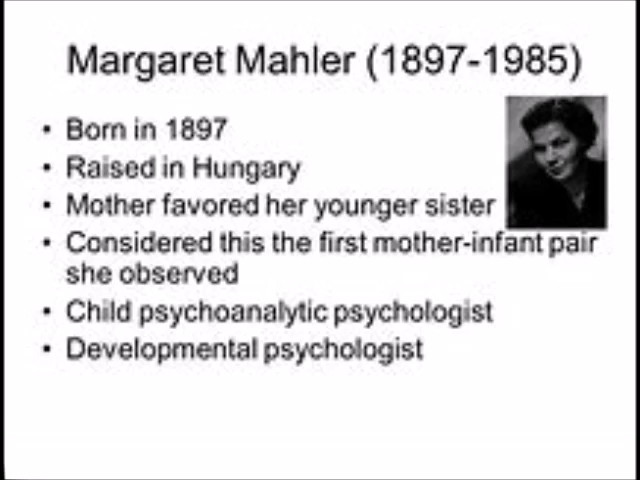 Margaret Mahler (1897-1985)
• Born in 1897
• Raised in Hungary
• Mother favored her younger sister
• Considered this the first mother-infant pair
she observed
• Child psychoanalytic psychologist
• Developmental psychologist